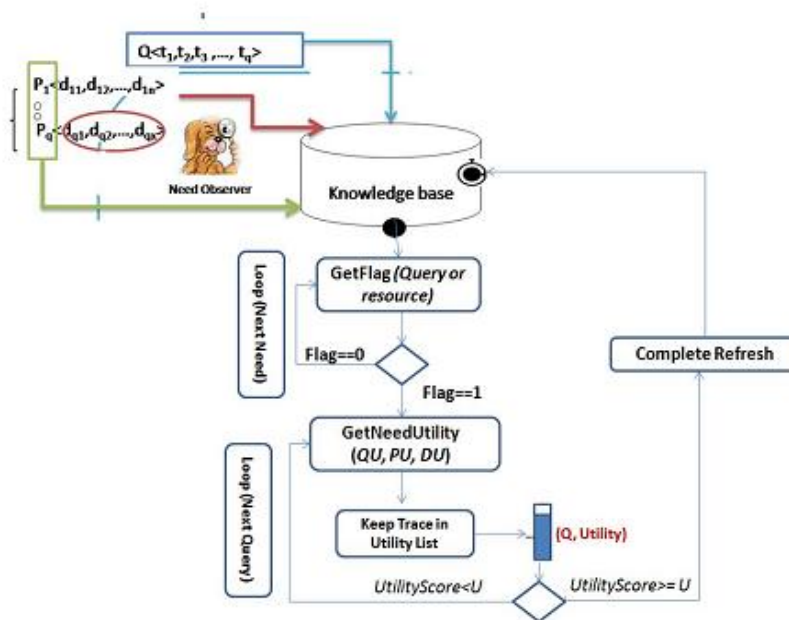 Q<t1,t2,t3,..., tq>
P1<d11,d12,...,d1n>
Pq<dq1,dq2,...,dqx>
Need Observer
Knowledge base
GetFlag(Query or
resource)
Loop (Next Need)
Flag==0
Complete Refresh
Flag==1
GetNeedUtility
(QU, PU, DU)
Loop (Next Query)
Keep Trace in
Utility List
(Q, Utility)
UtilityScore<U
UtilityScore>= U